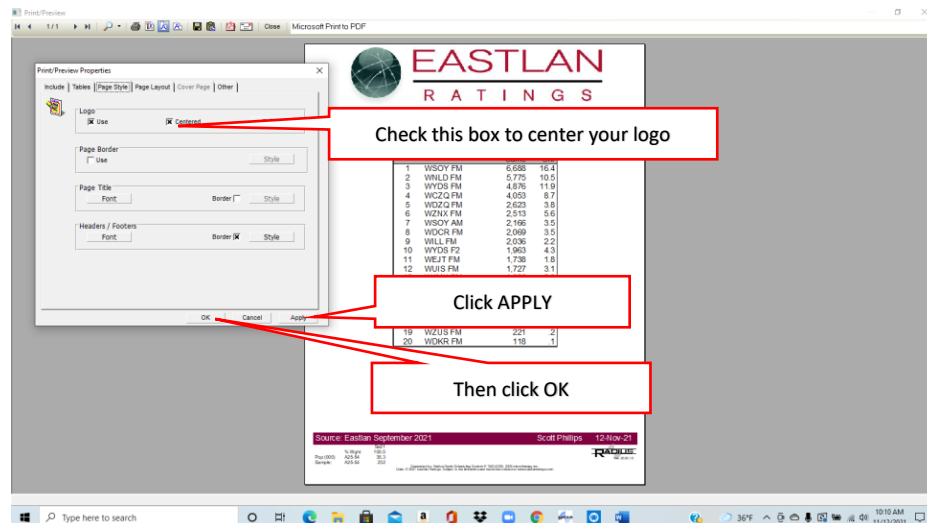 Print/Preview
1/1
Close
Microsoft Print to PDF
Print/Preview Properties
Include
Tables
Page Style
Page Layout
Cover Page
Other
Logo
Use
Centered
Page Border
Use
Style
Page Title
Font
Border
Style
Headers / Footers
Font
Border
Style
OK
Cancel
Apply
EASTLAN
RATINGS
Check this box to center your logo
1 WSOY FM 6,688 16.4
2 WNLD FM 5,775 10.5
3 WYDS FM 4,876 11.9
4 WCZQ FM 4,053 8.7
5 WDZQ FM 2,623 3.8
6 WZNX FM 2,513 5.6
7 WSOY AM 2,166 3.5
8 WDCR FM 2,069 3.5
9 WILL FM 2,036 2.2
10 WYDS F2 1,963 4.3
11 WEJT FM 1,738 1.8
12 WUIS FM 1,727 3.1
Click APPLY
19 WZUS FM 221 .2
20 WDKR FM 118 .1
Then click OK
Source: Eastlan September 2021
Scott Phillips
12-Nov-21
RADIUS
Type here to search
36°F
10:10 AM
11/12/2021